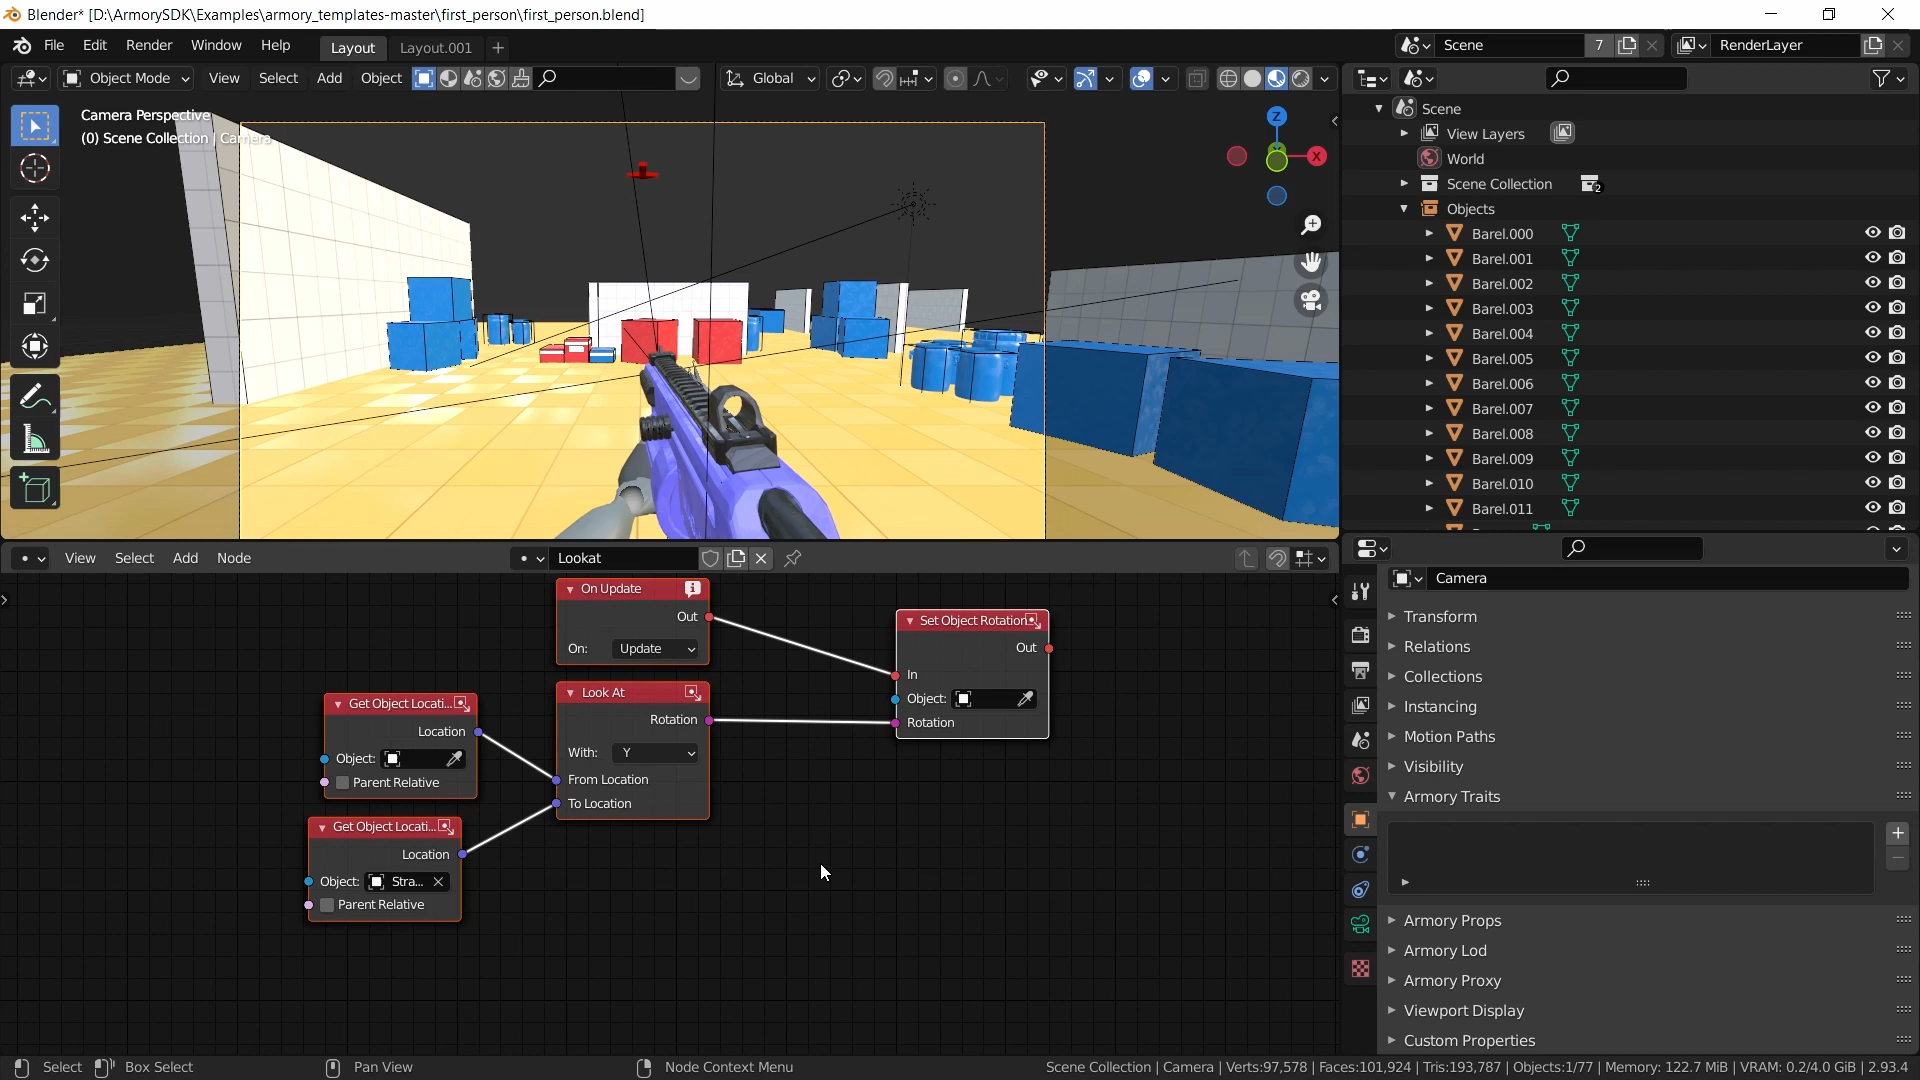 Blender* [D:\ArmorySDK\Examples\armory_templates-master\first_person\first_person.blend]
File Edit Render Window Help Layout Layout.001 + Scene 7 RenderLayer
Object Mode View Select Add Object Global
Camera Perspective
(0) Scene Collection | Camera
Z
X
Scene
View Layers
World
Scene Collection 2
Objects
Barel.000
Barel.001
Barel.002
Barel.003
Barel.004
Barel.005
Barel.006
Barel.007
Barel.008
Barel.009
Barel.010
Barel.011
View Select Add Node Lookat
On Update
Out
On: Update
Look At
Rotation
With: Y
From Location
To Location
Get Object Locati...
Location
Object:
Parent Relative
Get Object Locati...
Location
Object: Stra...
Parent Relative
Set Object Rotation
Out
In
Object:
Rotation
Camera
Transform
Relations
Collections
Instancing
Motion Paths
Visibility
Armory Traits
Armory Props
Armory Lod
Armory Proxy
Viewport Display
Custom Properties
Select Box Select Pan View Node Context Menu Scene Collection | Camera | Verts:97,578 | Faces:101,924 | Tris:193,787 | Objects:1/77 | Memory: 122.7 MiB | VRAM: 0.2/4.0 GiB | 2.93.4